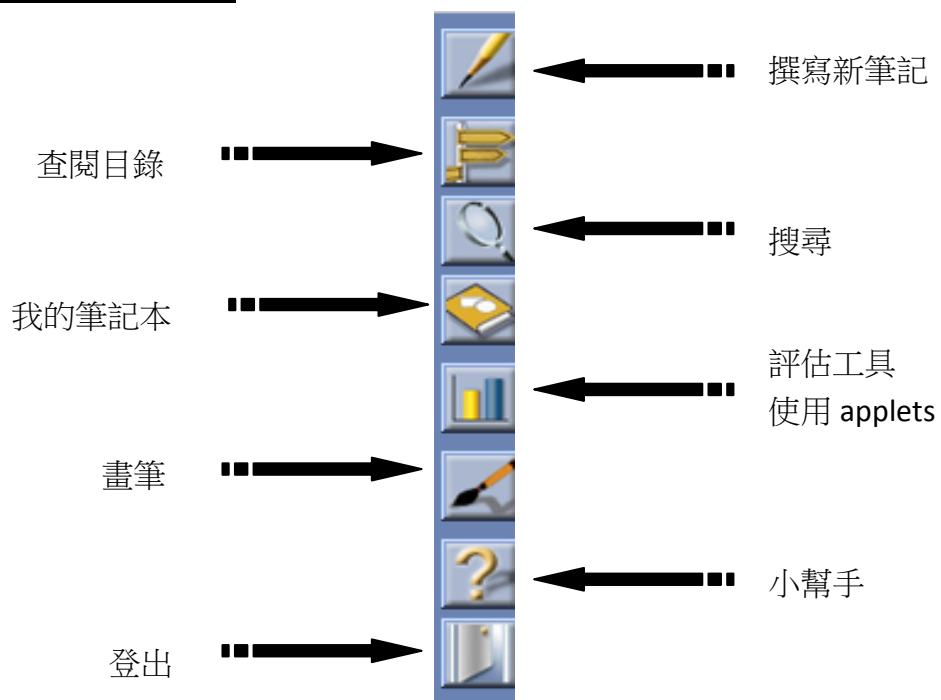 撰寫新筆記
查閱目錄
搜尋
我的筆記本
評估工具
使用 applets
畫筆
小幫手
登出